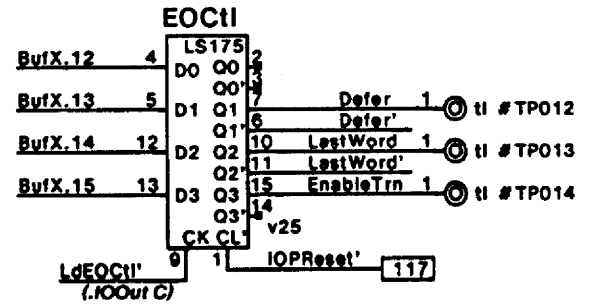 EOCtl
LS175
BufX.12 4 D0 Q0 2
Q0' 3
BufX.13 5 D1 Q1 7 Defer 1 tl #TP012
Q1' 6 Defer'
BufX.14 12 D2 Q2 10 LastWord 1 tl #TP013
Q2' 11 LastWord'
BufX.15 13 D3 Q3 15 EnableTrn 1 tl #TP014
Q3' 14
v25
CK CL'
9 1 IOPReset' 117
LdEOCtl'
(.IOOut C)